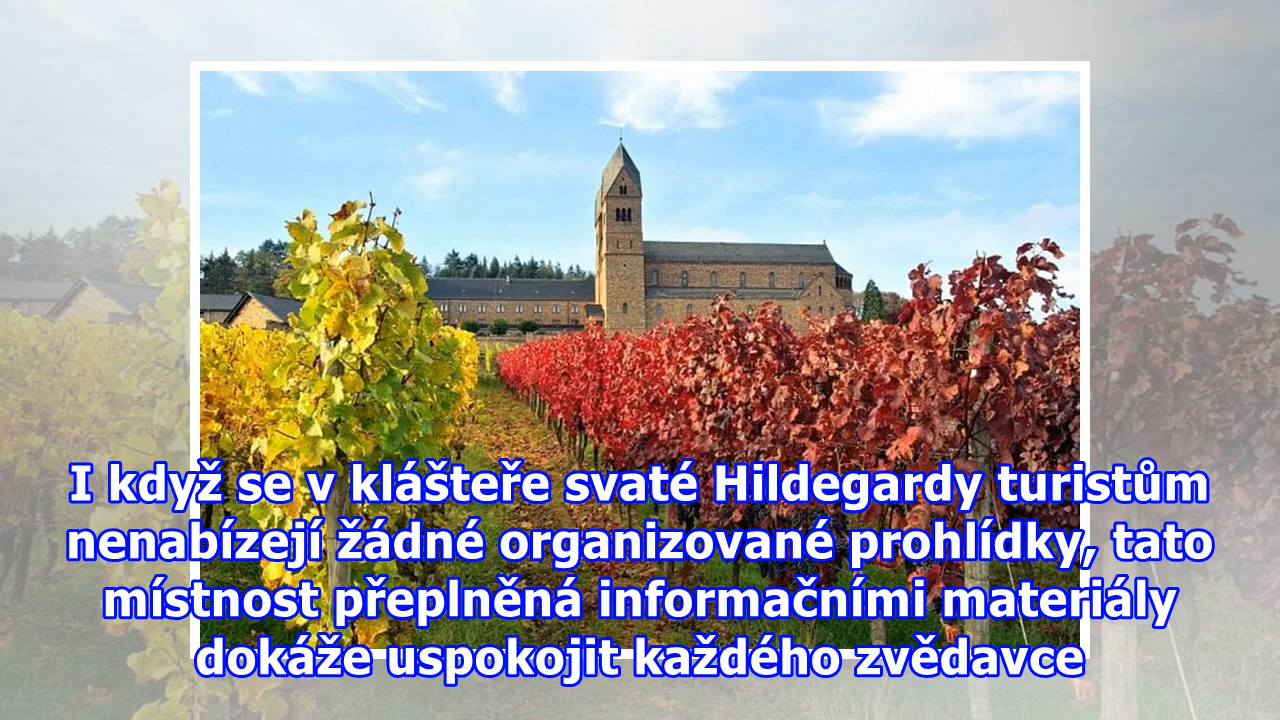 I když se v klášteře svaté Hildegardy turistům
nenabízejí žádné organizované prohlídky, tato
místnost přeplněná informačními materiály
dokáže uspokojit každého zvědavce